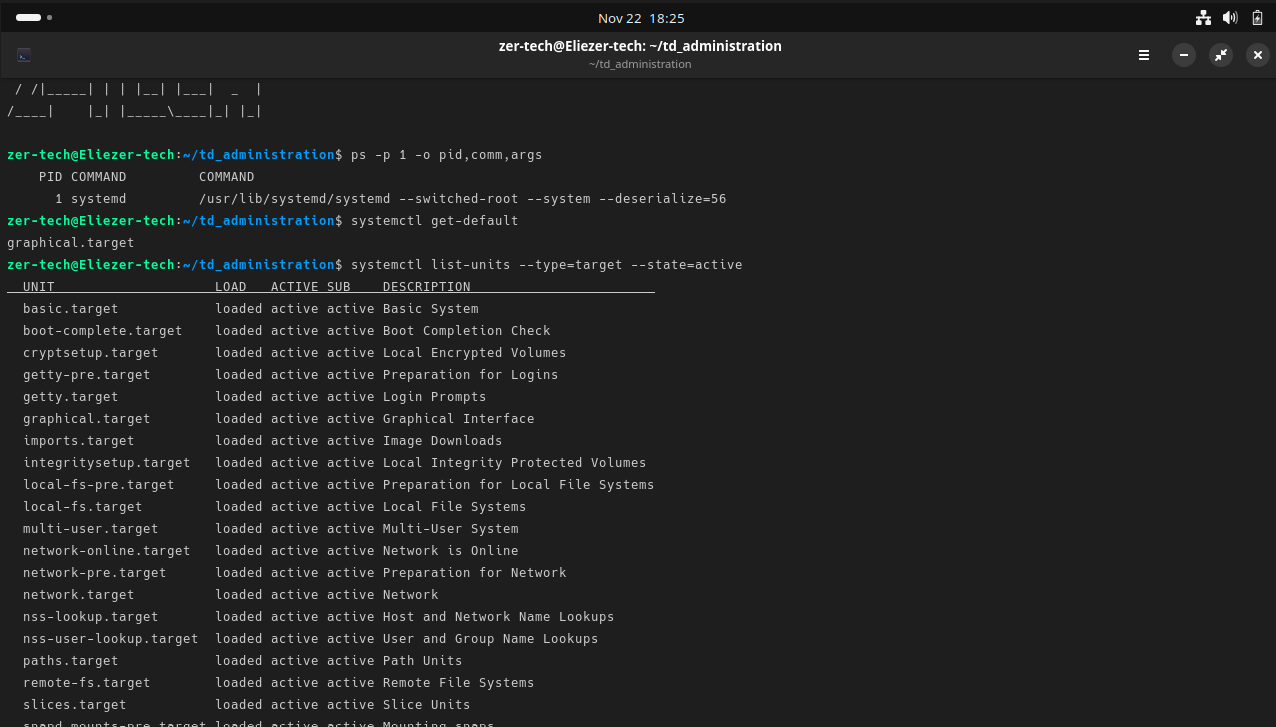 Nov 22  18:25
zer-tech@Eliezer-tech: ~/td_administration
~/td_administration
 / /|_____| | | |__| |___|  _  |
/____|    |_| |_____\____|_| |_|
zer-tech@Eliezer-tech:~/td_administration$ ps -p 1 -o pid,comm,args
    PID COMMAND         COMMAND
      1 systemd         /usr/lib/systemd/systemd --switched-root --system --deserialize=56
zer-tech@Eliezer-tech:~/td_administration$ systemctl get-default
graphical.target
zer-tech@Eliezer-tech:~/td_administration$ systemctl list-units --type=target --state=active
  UNIT                    LOAD   ACTIVE SUB    DESCRIPTION
  basic.target            loaded active active Basic System
  boot-complete.target    loaded active active Boot Completion Check
  cryptsetup.target       loaded active active Local Encrypted Volumes
  getty-pre.target        loaded active active Preparation for Logins
  getty.target            loaded active active Login Prompts
  graphical.target        loaded active active Graphical Interface
  imports.target          loaded active active Image Downloads
  integritysetup.target   loaded active active Local Integrity Protected Volumes
  local-fs-pre.target     loaded active active Preparation for Local File Systems
  local-fs.target         loaded active active Local File Systems
  multi-user.target       loaded active active Multi-User System
  network-online.target   loaded active active Network is Online
  network-pre.target      loaded active active Preparation for Network
  network.target          loaded active active Network
  nss-lookup.target       loaded active active Host and Network Name Lookups
  nss-user-lookup.target  loaded active active User and Group Name Lookups
  paths.target            loaded active active Path Units
  remote-fs.target        loaded active active Remote File Systems
  slices.target           loaded active active Slice Units
  snapd.mounts-pre.target loaded active active Mounting snaps